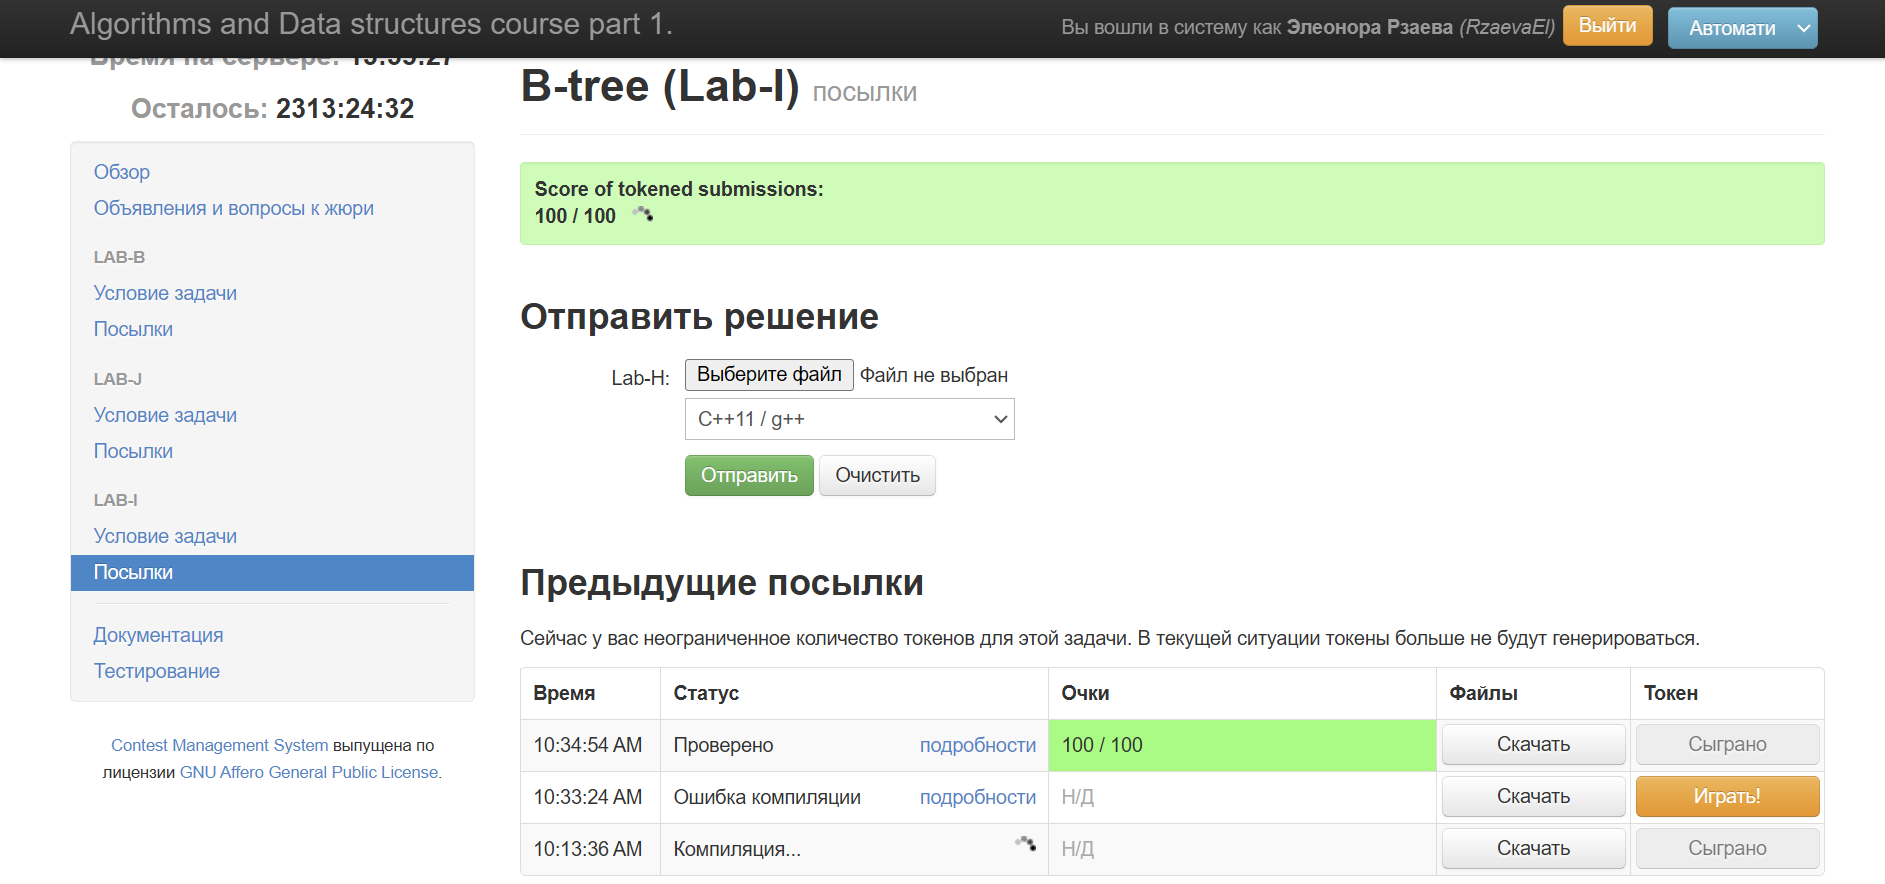 Algorithms and Data structures course part 1.
Вы вошли в систему как Элеонора Рзаева (RzaevaEl)
Выйти
Автомати
Осталось: 2313:24:32
Обзор
Объявления и вопросы к жюри
LAB-B
Условие задачи
Посылки
LAB-J
Условие задачи
Посылки
LAB-I
Условие задачи
Посылки
Документация
Тестирование
Contest Management System выпущена по
лицензии GNU Affero General Public License.
B-tree (Lab-I) посылки
Score of tokened submissions:
100 / 100
Отправить решение
Lab-H: Выберите файл Файл не выбран
C++11 / g++
Отправить Очистить
Предыдущие посылки
Сейчас у вас неограниченное количество токенов для этой задачи. В текущей ситуации токены больше не будут генерироваться.
Время Статус Очки Файлы Токен
10:34:54 AM Проверено подробности 100 / 100 Скачать Сыграно
10:33:24 AM Ошибка компиляции подробности Н/Д Скачать Играть!
10:13:36 AM Компиляция... Н/Д Скачать Сыграно